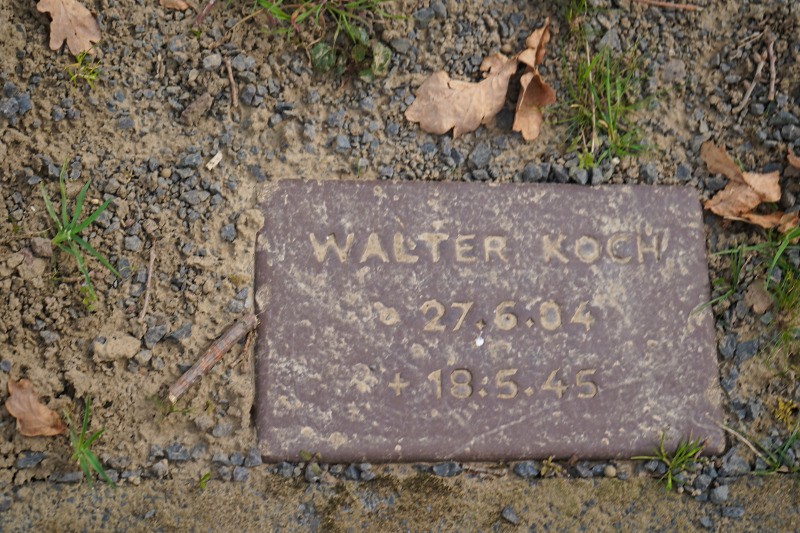 WALTER KOCH
* 27.6.04
+ 18.5.45